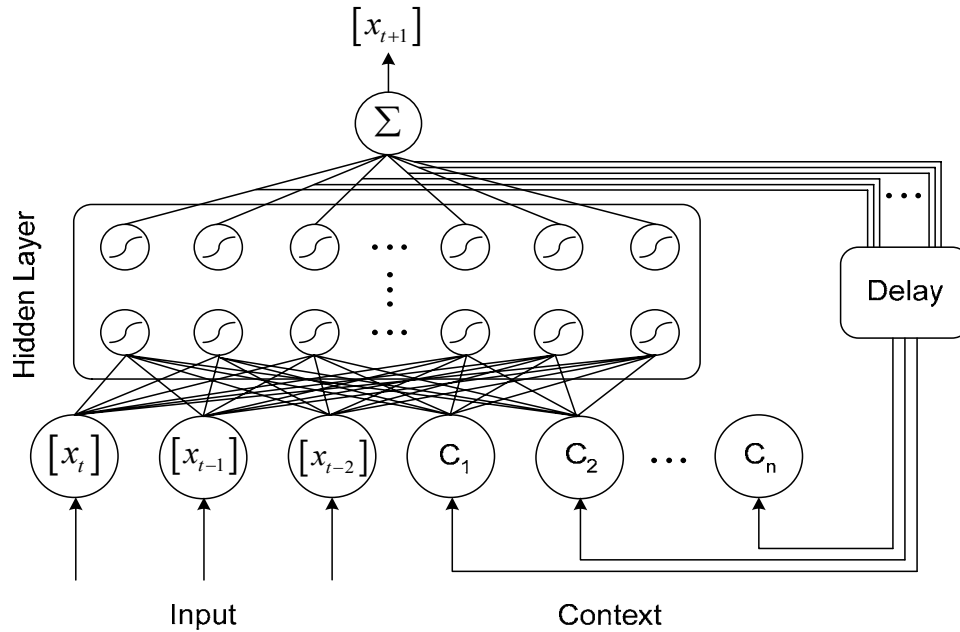 [x_{t+1}]
Σ
Hidden Layer
Delay
[x_t] [x_{t-1}] [x_{t-2}] C_1 C_2 ... C_n
Input Context